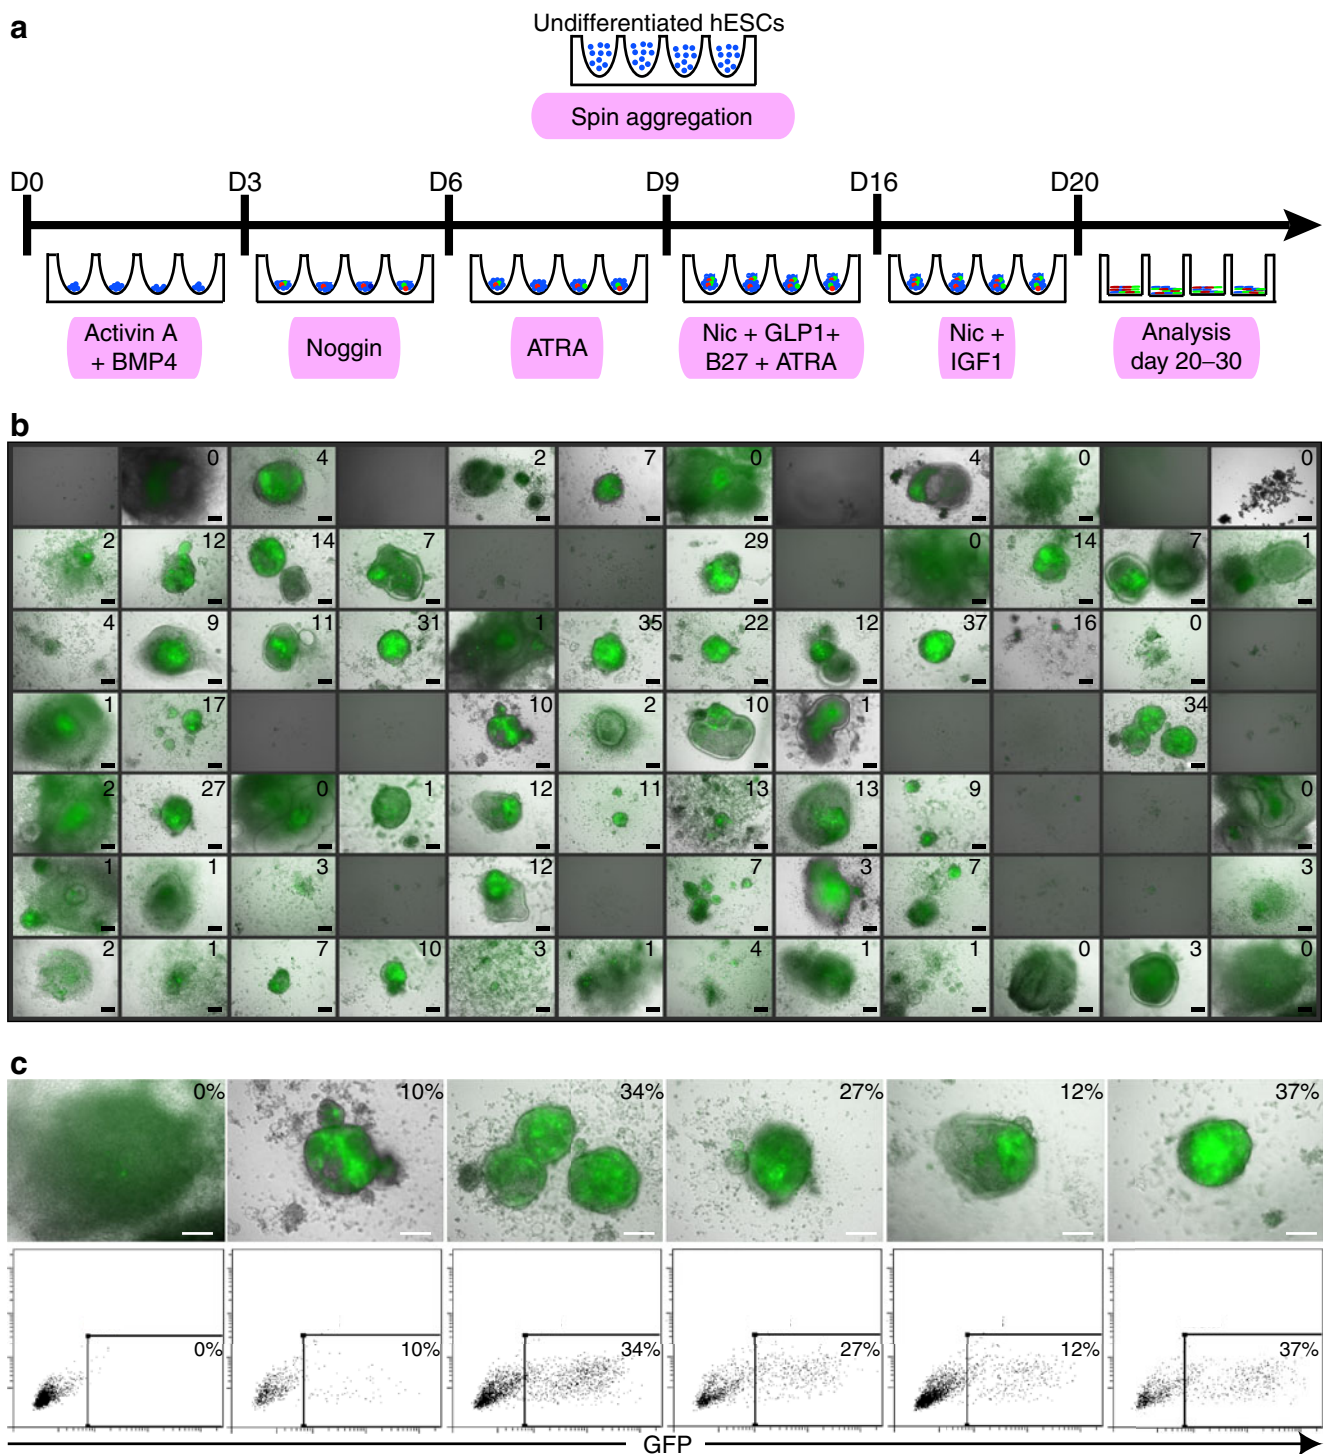 a
Undifferentiated hESCs
Spin aggregation
D0 D3 D6 D9 D16 D20
Activin A
+ BMP4
Noggin
ATRA
Nic + GLP1+
B27 + ATRA
Nic +
IGF1
Analysis
day 20–30
b
0 4 2 7 0 4 0 0
2 12 14 7 29 0 14 7 1
4 9 11 31 1 35 22 12 37 16 0
1 17 10 2 10 1 34
2 27 0 1 12 11 13 13 9 0
1 1 3 12 7 3 7 3
2 1 7 10 3 1 4 1 1 0 3 0
c
0% 10% 34% 27% 12% 37%
0% 10% 34% 27% 12% 37%
GFP